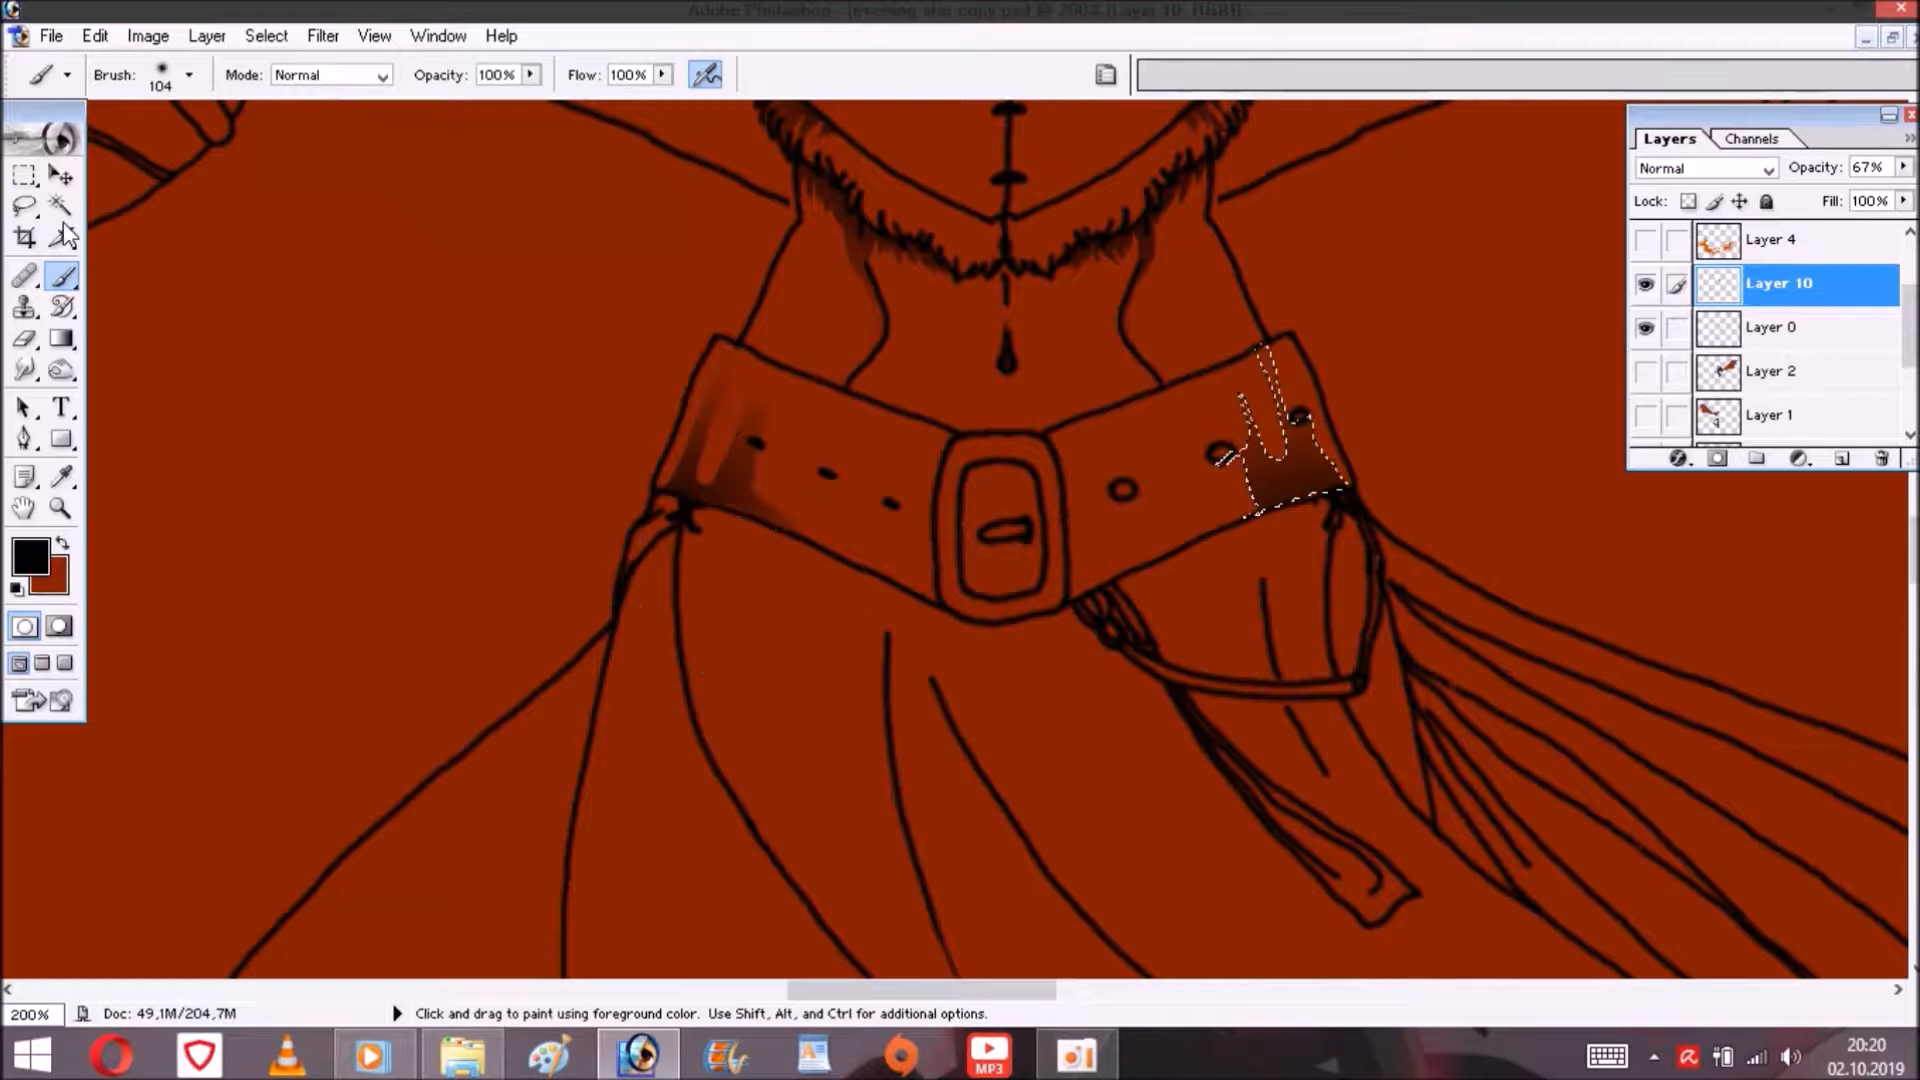 File Edit Image Layer Select Filter View Window Help
Brush: 104 Mode: Normal Opacity: 100% Flow: 100%
Layers Channels
Normal Opacity: 67%
Lock: Fill: 100%
Layer 4
Layer 10
Layer 0
Layer 2
Layer 1
T
200% Doc: 49,1M/204,7M Click and drag to paint using foreground color. Use Shift, Alt, and Ctrl for additional options.
MP3
20:20
02.10.2019